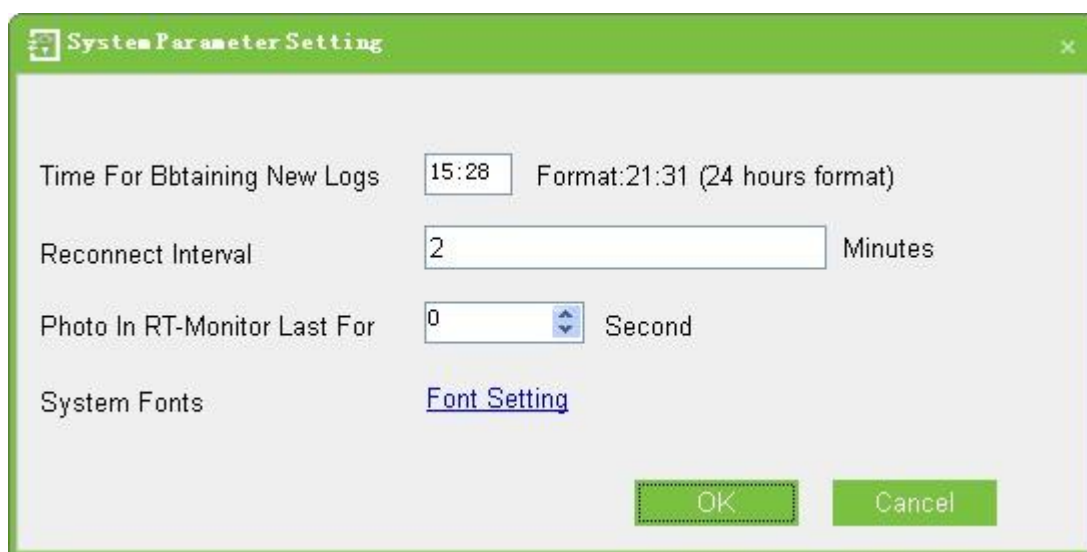 System Parameter Setting
Time For Bbtaining New Logs 15:28 Format:21:31 (24 hours format)
Reconnect Interval 2 Minutes
Photo In RT-Monitor Last For 0 Second
System Fonts Font Setting
OK Cancel